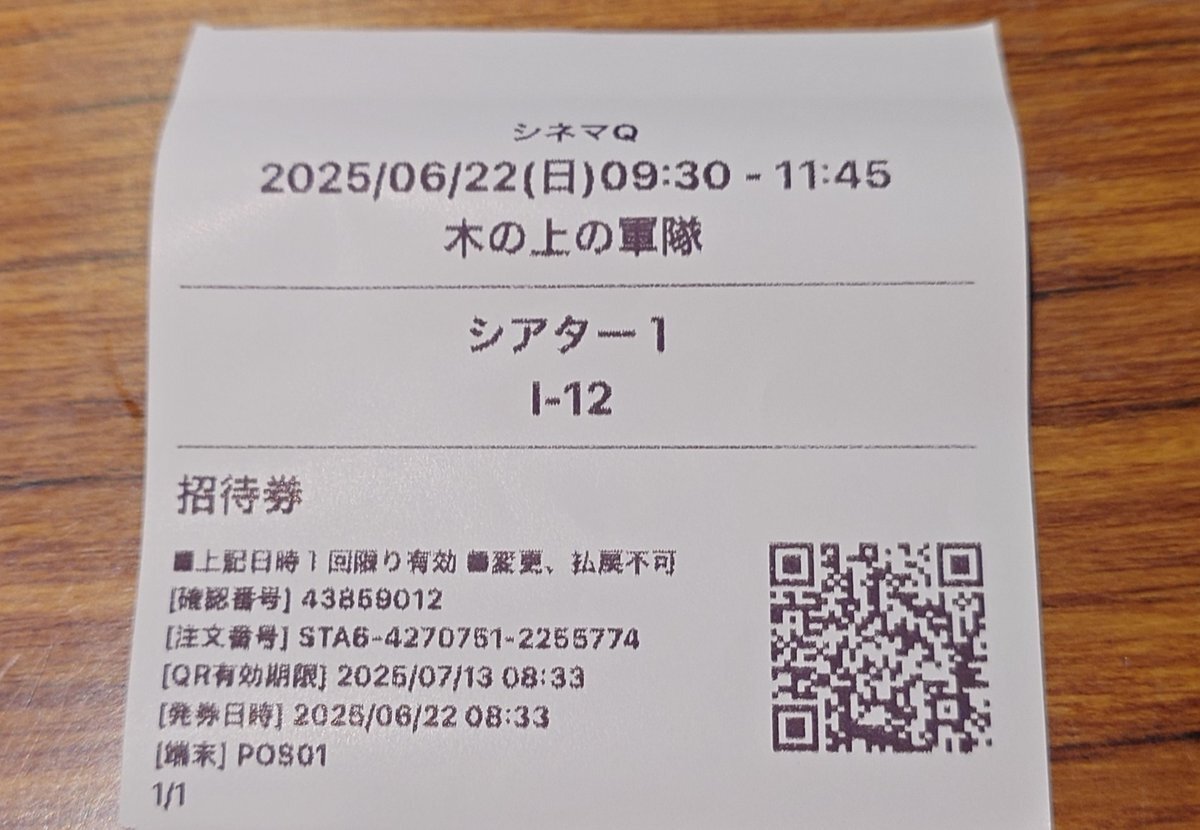 シネマQ
2025/06/22(日)09:30 - 11:45
木の上の軍隊
シアター1
I-12
招待券
■上記日時1回限り有効 ■変更、払戻不可
[確認番号] 43859012
[注文番号] STA6-4270751-2255774
[QR有効期限] 2025/07/13 08:33
[発券日時] 2025/06/22 08:33
[端末] POS01
1/1